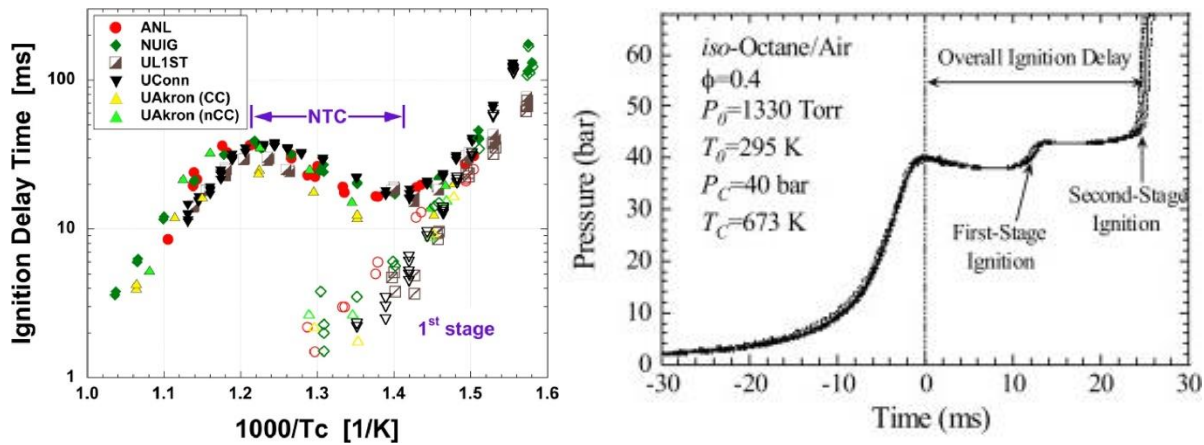 Ignition Delay Time [ms]
100
10
1
ANL
NUIG
UL1ST
UConn
UAkron (CC)
UAkron (nCC)
NTC
1st stage
1.0 1.1 1.2 1.3 1.4 1.5 1.6
1000/Tc [1/K]
Pressure (bar)
60
50
40
30
20
10
0
iso-Octane/Air
ϕ=0.4
P0=1330 Torr
T0=295 K
PC=40 bar
TC=673 K
Overall Ignition Delay
First-Stage
Ignition
Second-Stage
Ignition
-30 -20 -10 0 10 20 30
Time (ms)